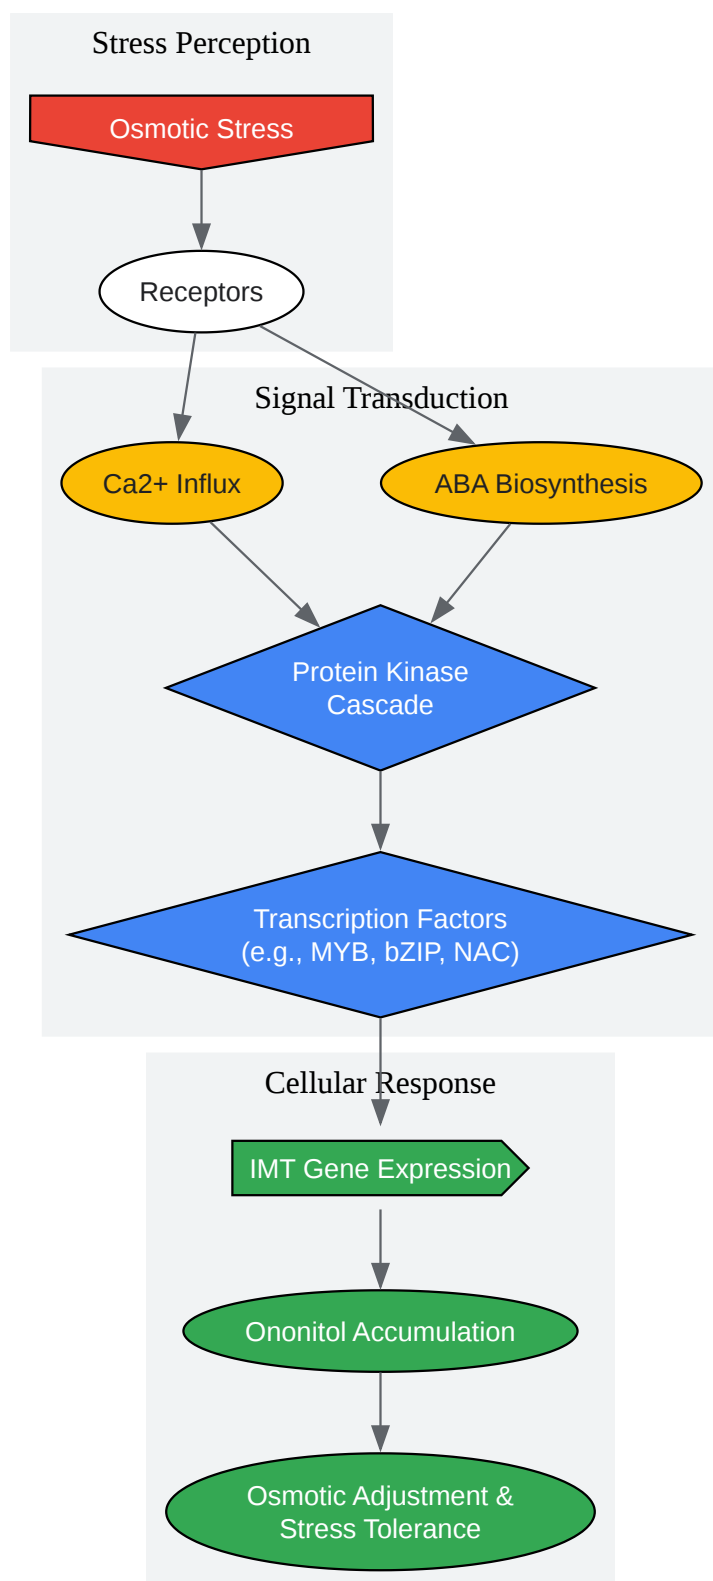 Stress Perception
Osmotic Stress
Receptors
Signal Transduction
Ca2+ Influx
ABA Biosynthesis
Protein Kinase
Cascade
Transcription Factors
(e.g., MYB, bZIP, NAC)
Cellular Response
IMT Gene Expression
Ononitol Accumulation
Osmotic Adjustment &
Stress Tolerance